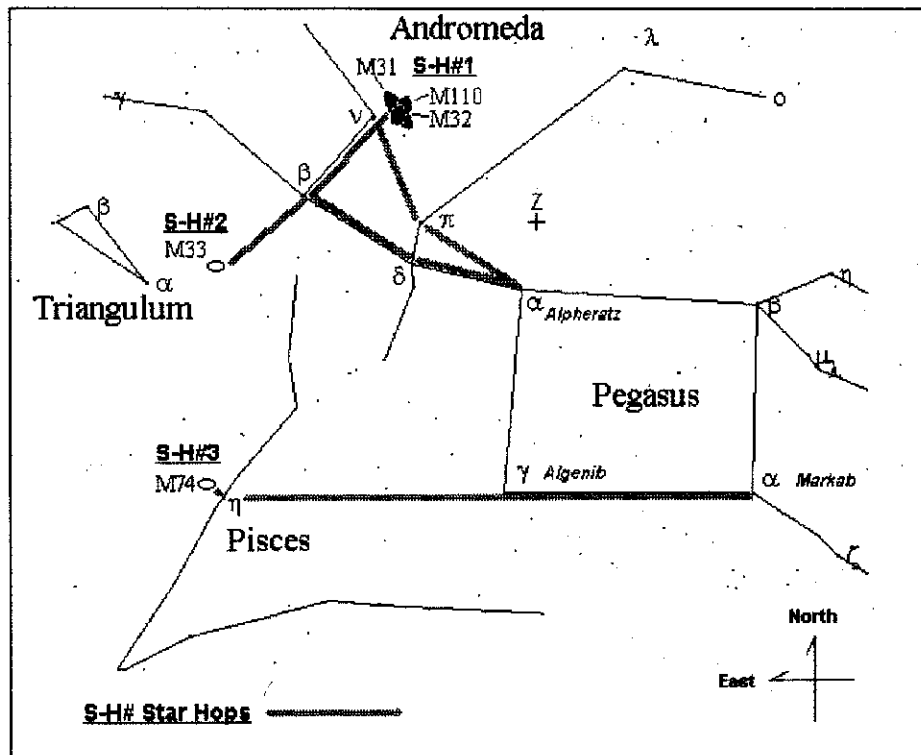 Andromeda
λ
M31 S-H#1
M110
M32
ο
γ
ν
β
Z
π
β
S-H#2
M33
δ
α
Triangulum
α Alpheratz
β
η
μ
Pegasus
S-H#3
M74
η
γ Algenib
α Markab
Pisces
ζ
North
East
S-H# Star Hops